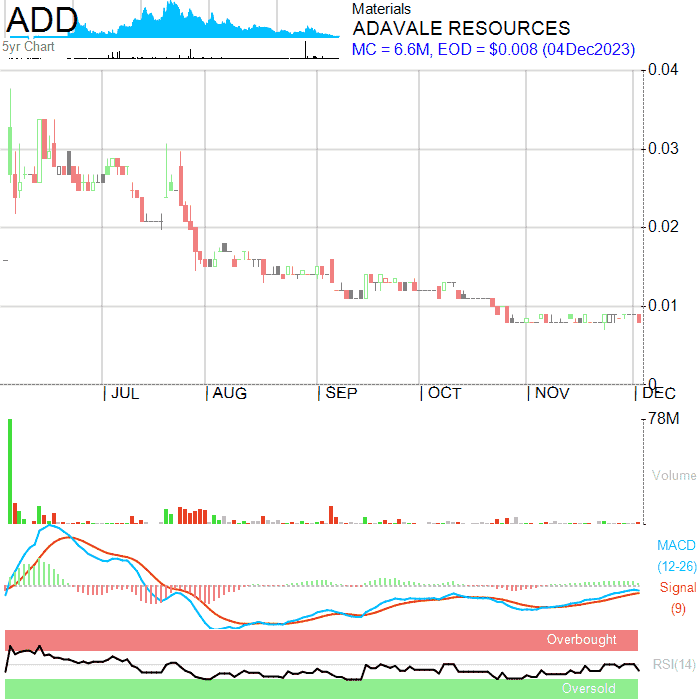 ADD
5yr Chart
Materials
ADAVALE RESOURCES
MC = 6.6M, EOD = $0.008 (04Dec2023)
0.04
0.03
0.02
0.01
0
JUL AUG SEP OCT NOV DEC
78M
Volume
MACD
(12-26)
Signal
(9)
Overbought
RSI(14)
Oversold